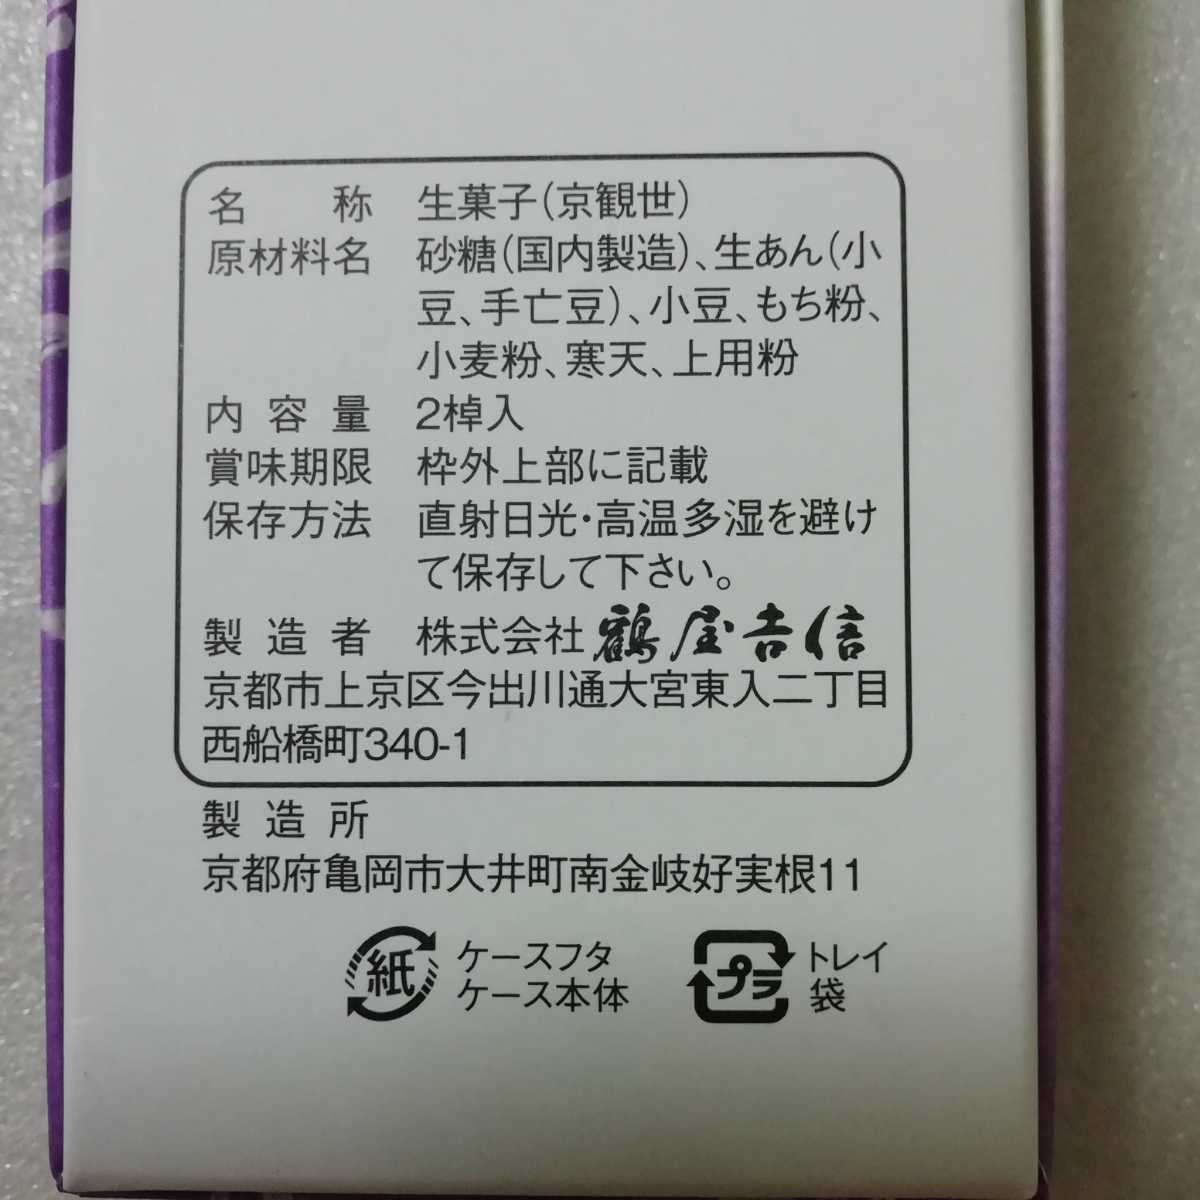 名称 生菓子(京観世)
原材料名 砂糖(国内製造)、生あん(小
豆、手亡豆)、小豆、もち粉、
小麦粉、寒天、上用粉
内容量 2棹入
賞味期限 枠外上部に記載
保存方法 直射日光・高温多湿を避け
て保存して下さい。
製造者 株式会社 鶴屋吉信
京都市上京区今出川通大宮東入二丁目
西船橋町340-1
製造所
京都府亀岡市大井町南金岐好実根11
紙 ケースフタ
ケース本体
プラ トレイ
袋